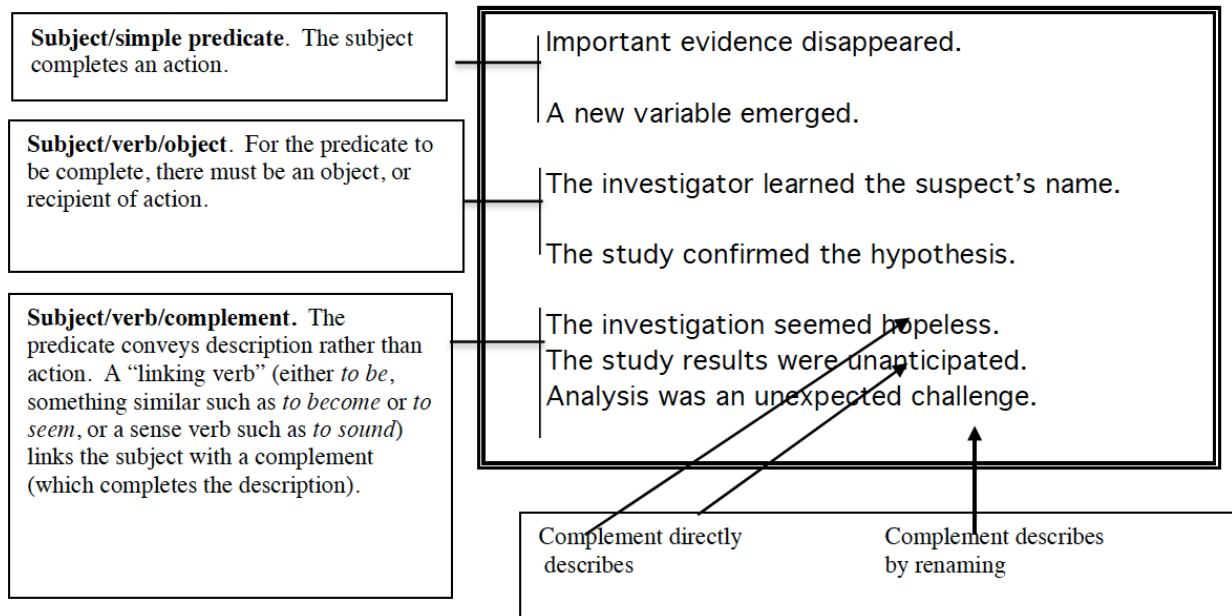 Subject/simple predicate.  The subject
completes an action.
Important evidence disappeared.
A new variable emerged.
Subject/verb/object.  For the predicate to
be complete, there must be an object, or
recipient of action.
The investigator learned the suspect’s name.
The study confirmed the hypothesis.
Subject/verb/complement.  The
predicate conveys description rather than
action.  A “linking verb” (either to be,
something similar such as to become or to
seem, or a sense verb such as to sound)
links the subject with a complement
(which completes the description).
The investigation seemed hopeless.
The study results were unanticipated.
Analysis was an unexpected challenge.
Complement directly
describes
Complement describes
by renaming